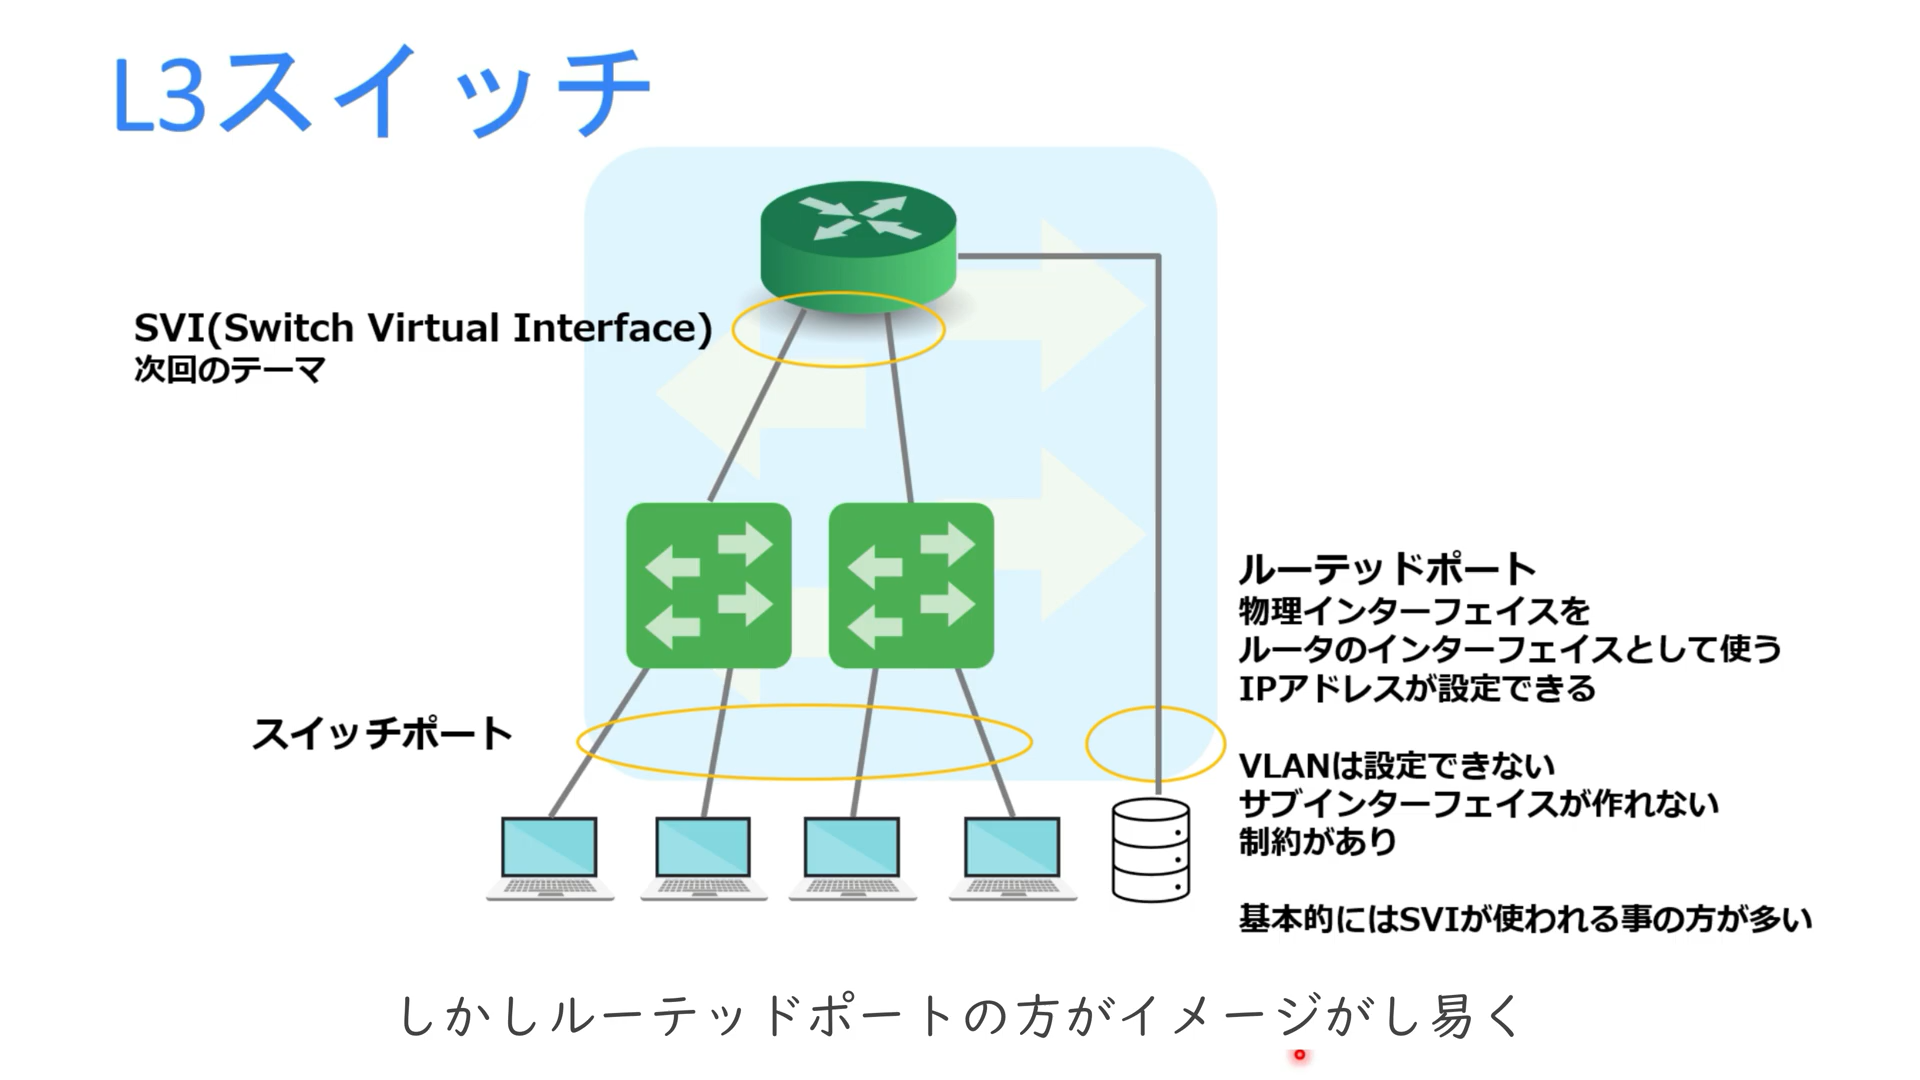 L3スイッチ
SVI(Switch Virtual Interface)
次回のテーマ
スイッチポート
ルーテッドポート
物理インターフェイスを
ルータのインターフェイスとして使う
IPアドレスが設定できる
VLANは設定できない
サブインターフェイスが作れない
制約があり
基本的にはSVIが使われる事の方が多い
しかしルーテッドポートの方がイメージがし易く